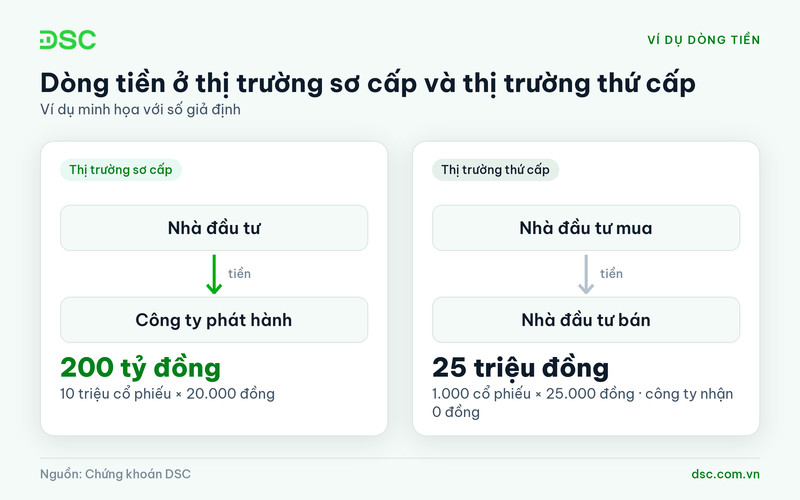 DSC
VÍ DỤ DÒNG TIỀN
Dòng tiền ở thị trường sơ cấp và thị trường thứ cấp
Ví dụ minh họa với số giả định
Thị trường sơ cấp
Nhà đầu tư
tiền
Công ty phát hành
200 tỷ đồng
10 triệu cổ phiếu × 20.000 đồng
Thị trường thứ cấp
Nhà đầu tư mua
tiền
Nhà đầu tư bán
25 triệu đồng
1.000 cổ phiếu × 25.000 đồng · công ty nhận
0 đồng
Nguồn: Chứng khoán DSC
dsc.com.vn